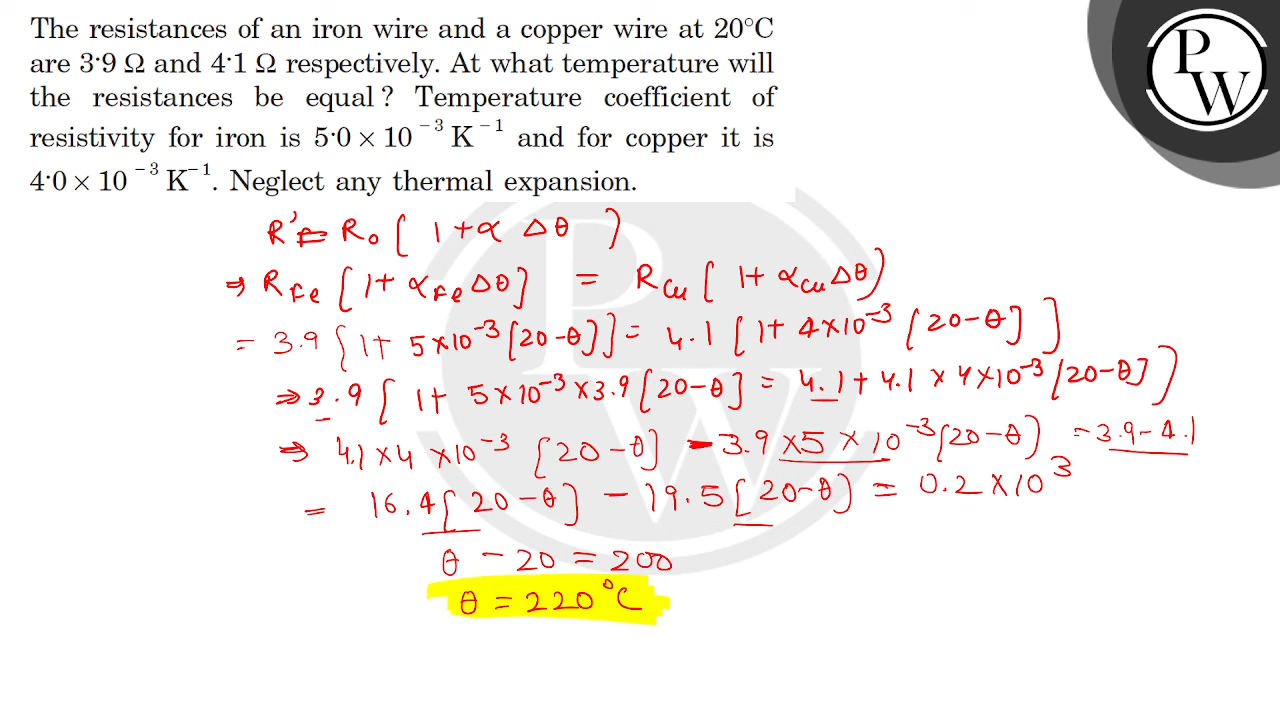 The resistances of an iron wire and a copper wire at 20°C
are 3·9 Ω and 4·1 Ω respectively. At what temperature will
the resistances be equal? Temperature coefficient of
resistivity for iron is 5·0 × 10⁻³ K⁻¹ and for copper it is
4·0 × 10⁻³ K⁻¹. Neglect any thermal expansion.
P
W
R' = R₀ [ 1 + α Δθ ]
⇒ R_Fe [ 1 + α_Fe Δθ ] = R_Cu [ 1 + α_Cu Δθ ]
= 3.9 { 1 + 5×10⁻³ [20-θ] ] = 4.1 [ 1 + 4×10⁻³ [20-θ] ]
⇒ 3.9 [ 1 + 5×10⁻³ ×3.9 [20-θ] = 4.1 + 4.1 × 4×10⁻³ [20-θ] ]
⇒ 4.1 × 4 ×10⁻³ [20-θ] - 3.9 ×5 × 10⁻³ [20-θ) = 3.9-4.1
= 16.4 [ 20-θ ] - 19.5 [ 20-θ ) = 0.2 × 10³
θ - 20 = 200
θ = 220°C